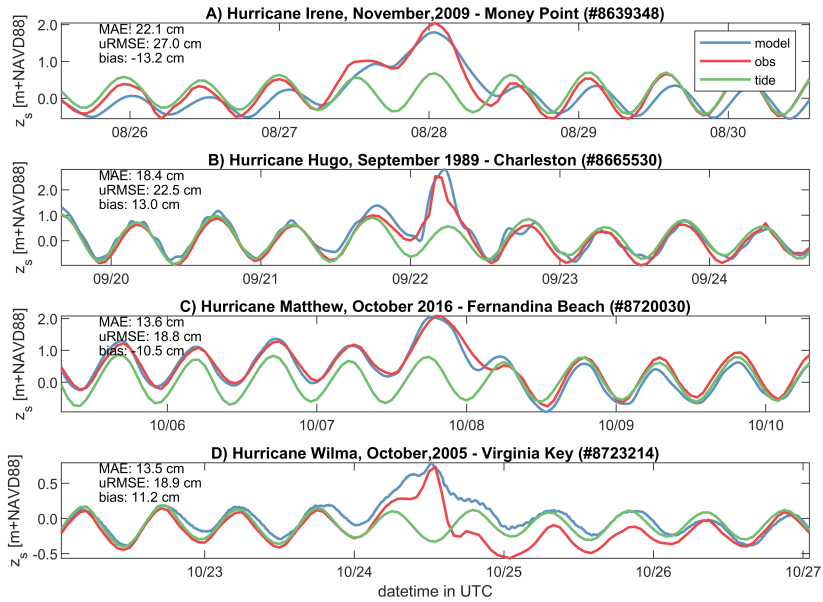 A) Hurricane Irene, November,2009 - Money Point (#8639348)
MAE: 22.1 cm
uRMSE: 27.0 cm
bias: -13.2 cm
model
obs
tide
2.0
1.0
0.0
z_s [m+NAVD88]
08/26 08/27 08/28 08/29 08/30
B) Hurricane Hugo, September 1989 - Charleston (#8665530)
MAE: 18.4 cm
uRMSE: 22.5 cm
bias: 13.0 cm
2.0
1.0
0.0
z_s [m+NAVD88]
09/20 09/21 09/22 09/23 09/24
C) Hurricane Matthew, October 2016 - Fernandina Beach (#8720030)
MAE: 13.6 cm
uRMSE: 18.8 cm
bias: -10.5 cm
2.0
1.0
0.0
z_s [m+NAVD88]
10/06 10/07 10/08 10/09 10/10
D) Hurricane Wilma, October,2005 - Virginia Key (#8723214)
MAE: 13.5 cm
uRMSE: 18.9 cm
bias: 11.2 cm
0.5
0.0
-0.5
z_s [m+NAVD88]
10/23 10/24 10/25 10/26 10/27
datetime in UTC